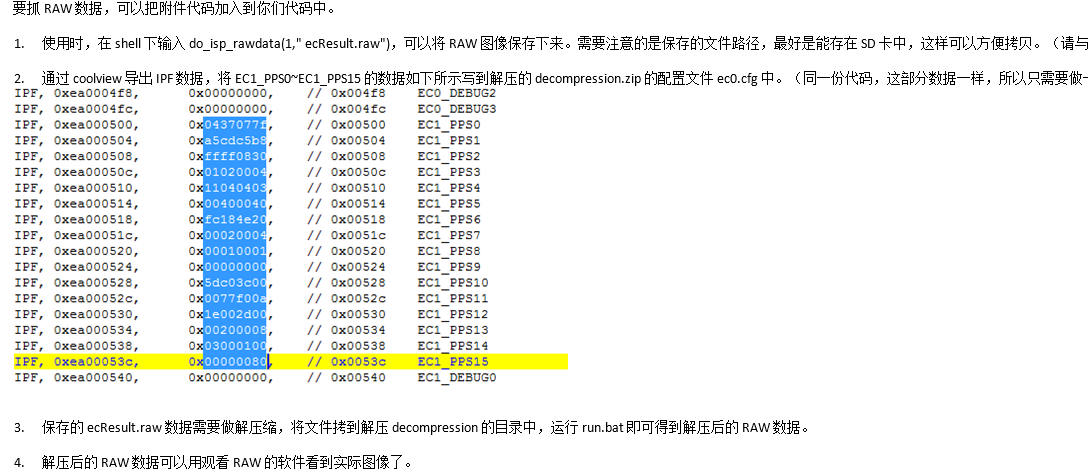 要抓 RAW 数据，可以把附件代码加入到你们代码中。
1. 使用时，在 shell 下输入 do_isp_rawdata(1," ecResult.raw")，可以将 RAW 图像保存下来。需要注意的是保存的文件路径，最好是能存在 SD 卡中，这样可以方便拷贝。（请与
2. 通过 coolview 导出 IPF 数据，将 EC1_PPS0~EC1_PPS15 的数据如下所示写到解压的 decompression.zip 的配置文件 ec0.cfg 中。（同一份代码，这部分数据一样，所以只需要做一
IPF, 0xea0004f8, 0x00000000, // 0x004f8 EC0_DEBUG2
IPF, 0xea0004fc, 0x00000000, // 0x004fc EC0_DEBUG3
IPF, 0xea000500, 0x0437077f, // 0x00500 EC1_PPS0
IPF, 0xea000504, 0xa5cdc5b8, // 0x00504 EC1_PPS1
IPF, 0xea000508, 0xffff0830, // 0x00508 EC1_PPS2
IPF, 0xea00050c, 0x01020004, // 0x0050c EC1_PPS3
IPF, 0xea000510, 0x11040403, // 0x00510 EC1_PPS4
IPF, 0xea000514, 0x00400040, // 0x00514 EC1_PPS5
IPF, 0xea000518, 0xfc184e20, // 0x00518 EC1_PPS6
IPF, 0xea00051c, 0x00020004, // 0x0051c EC1_PPS7
IPF, 0xea000520, 0x00010001, // 0x00520 EC1_PPS8
IPF, 0xea000524, 0x00000000, // 0x00524 EC1_PPS9
IPF, 0xea000528, 0x5dc03c00, // 0x00528 EC1_PPS10
IPF, 0xea00052c, 0x0077f00a, // 0x0052c EC1_PPS11
IPF, 0xea000530, 0x1e002d00, // 0x00530 EC1_PPS12
IPF, 0xea000534, 0x00200008, // 0x00534 EC1_PPS13
IPF, 0xea000538, 0x03000100, // 0x00538 EC1_PPS14
IPF, 0xea00053c, 0x00000080, // 0x0053c EC1_PPS15
IPF, 0xea000540, 0x00000000, // 0x00540 EC1_DEBUG0
3. 保存的 ecResult.raw 数据需要做解压缩，将文件拷到解压 decompression 的目录中，运行 run.bat 即可得到解压后的 RAW 数据。
4. 解压后的 RAW 数据可以用观看 RAW 的软件看到实际图像了。